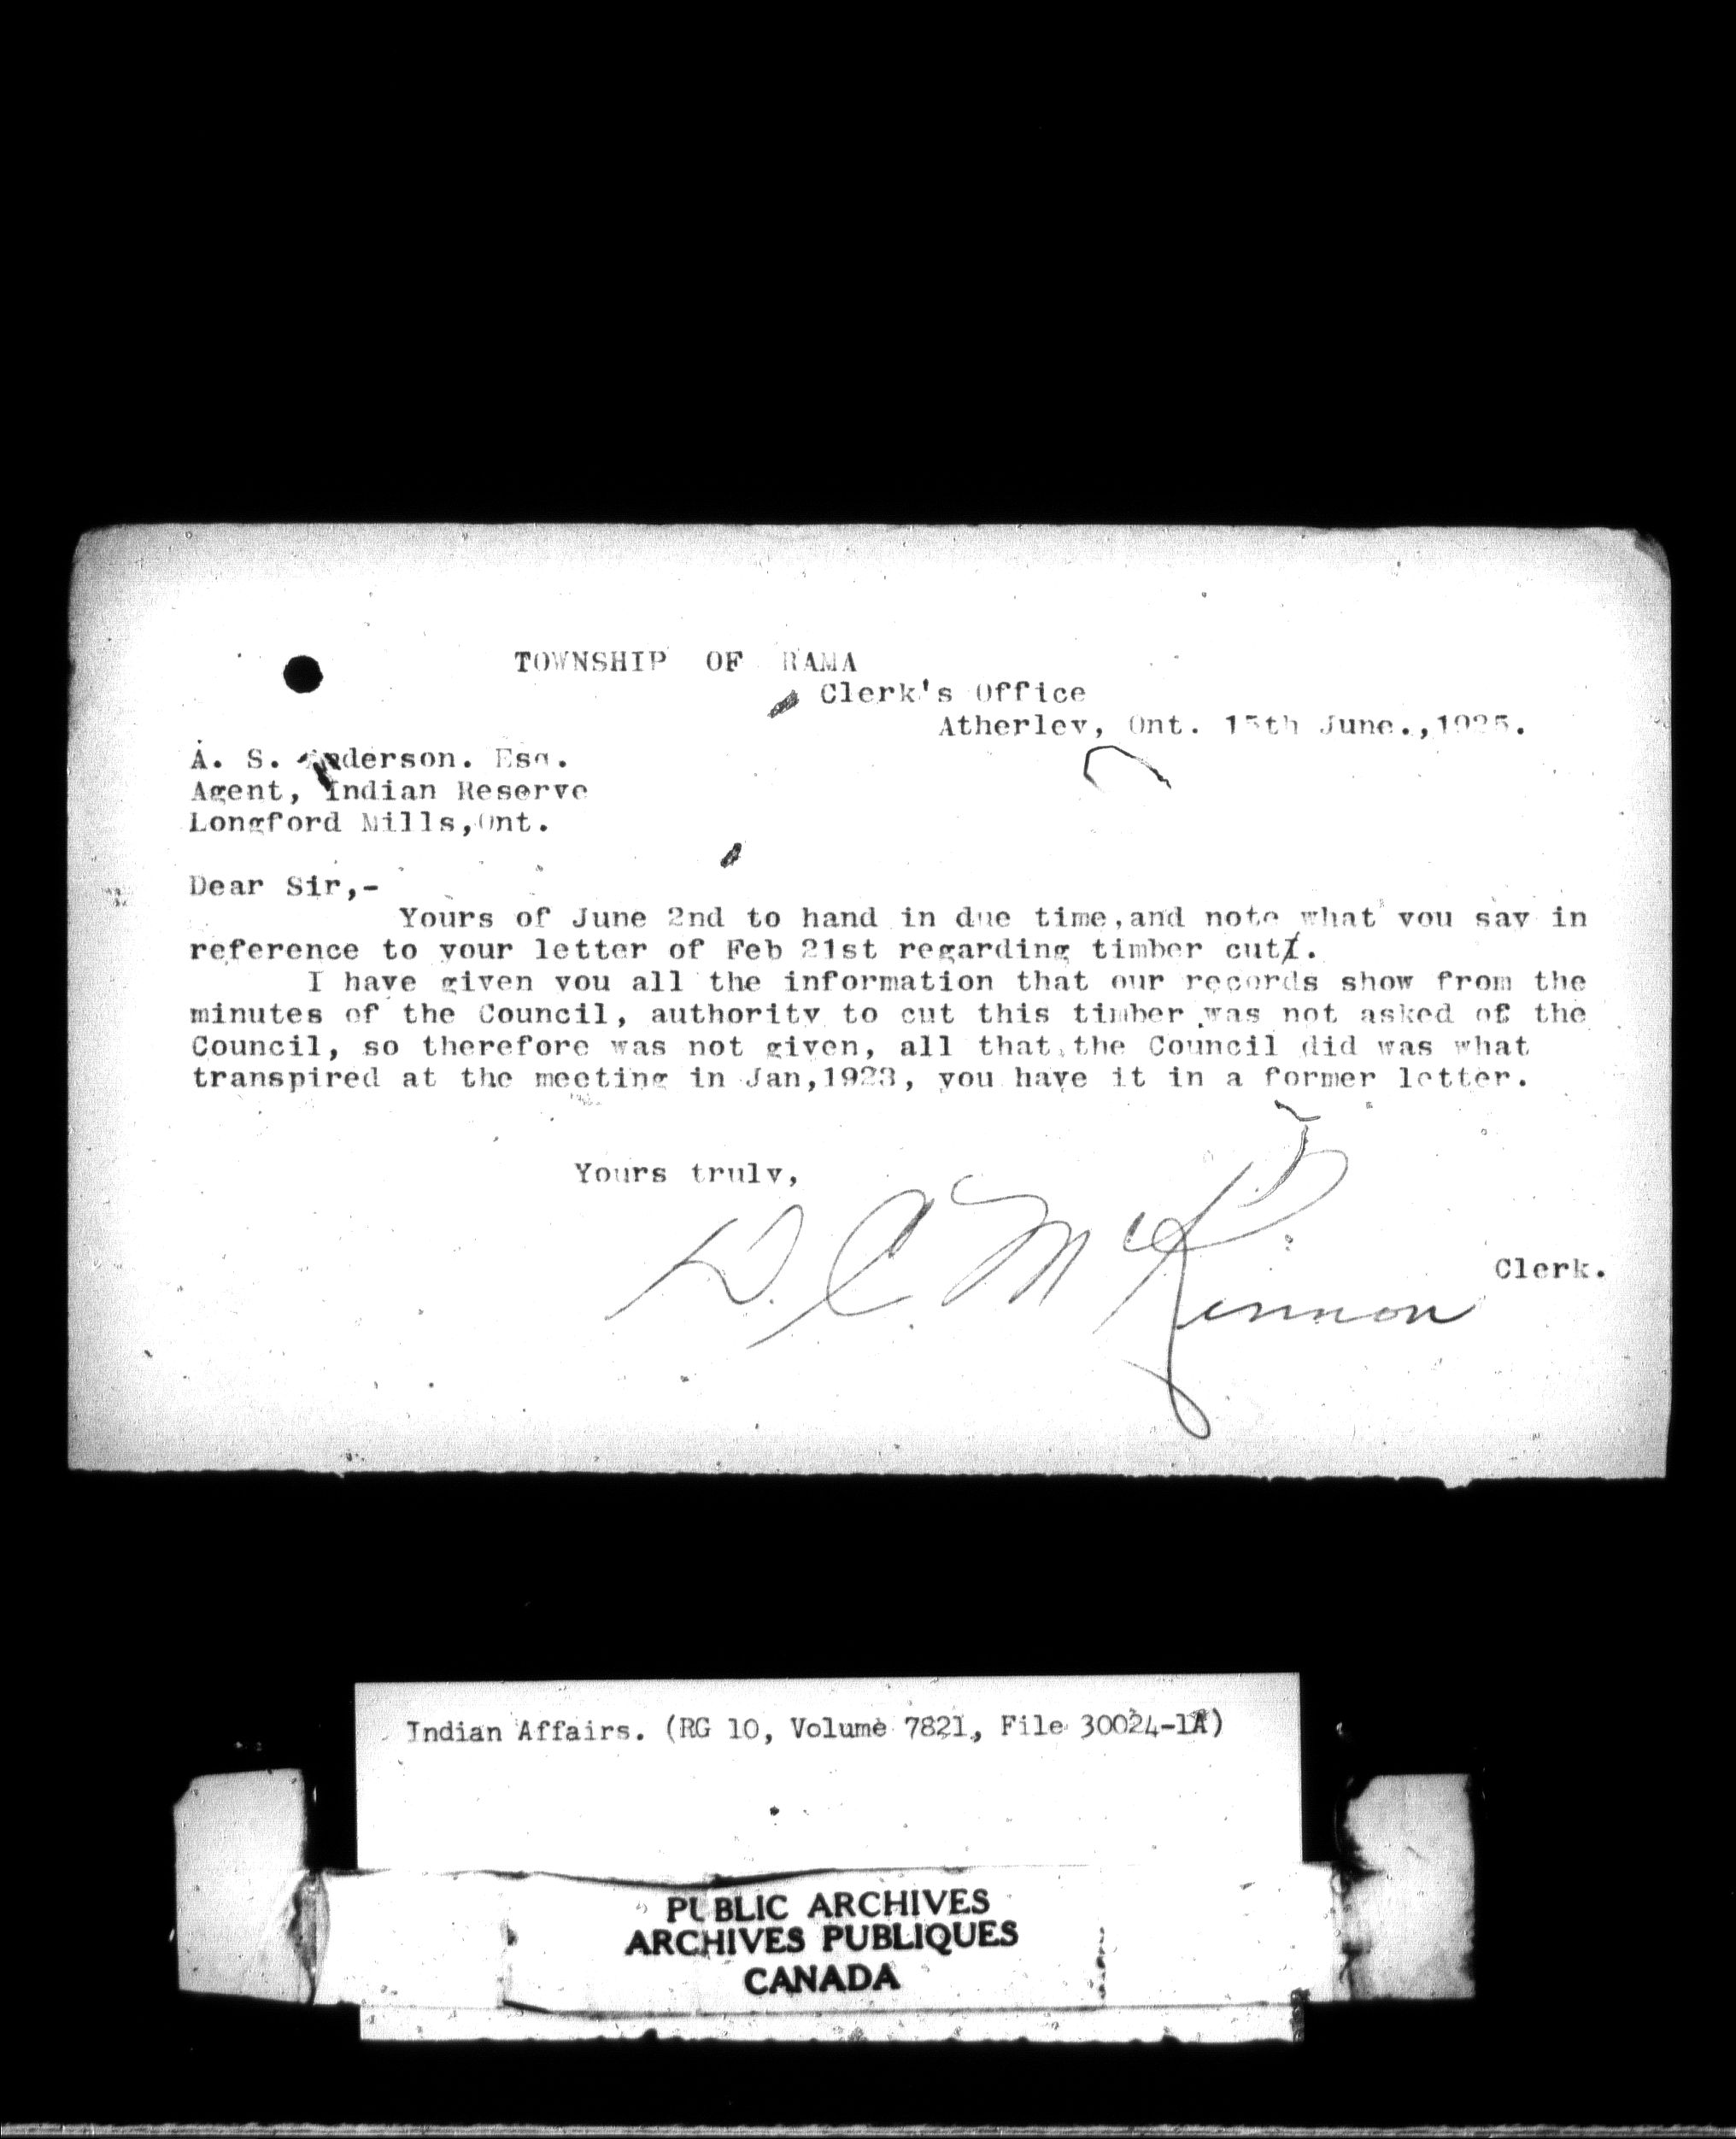 TOWNSHIP OF RAMA
Clerk's Office
Atherley, Ont. 15th June.,1925.
A. S. Anderson. Esq.
Agent, Indian Reserve
Longford Mills,Ont.
Dear Sir,-
Yours of June 2nd to hand in due time,and note what you say in
reference to your letter of Feb 21st regarding timber cut.
I have given you all the information that our records show from the
minutes of the Council, authority to cut this timber was not asked of the
Council, so therefore was not given, all that the Council did was what
transpired at the meeting in Jan,1923, you have it in a former letter.
Yours truly,
D. C. McKinnon
Clerk.
Indian Affairs. (RG 10, Volume 7821, File 30024-1A)
PUBLIC ARCHIVES
ARCHIVES PUBLIQUES
CANADA